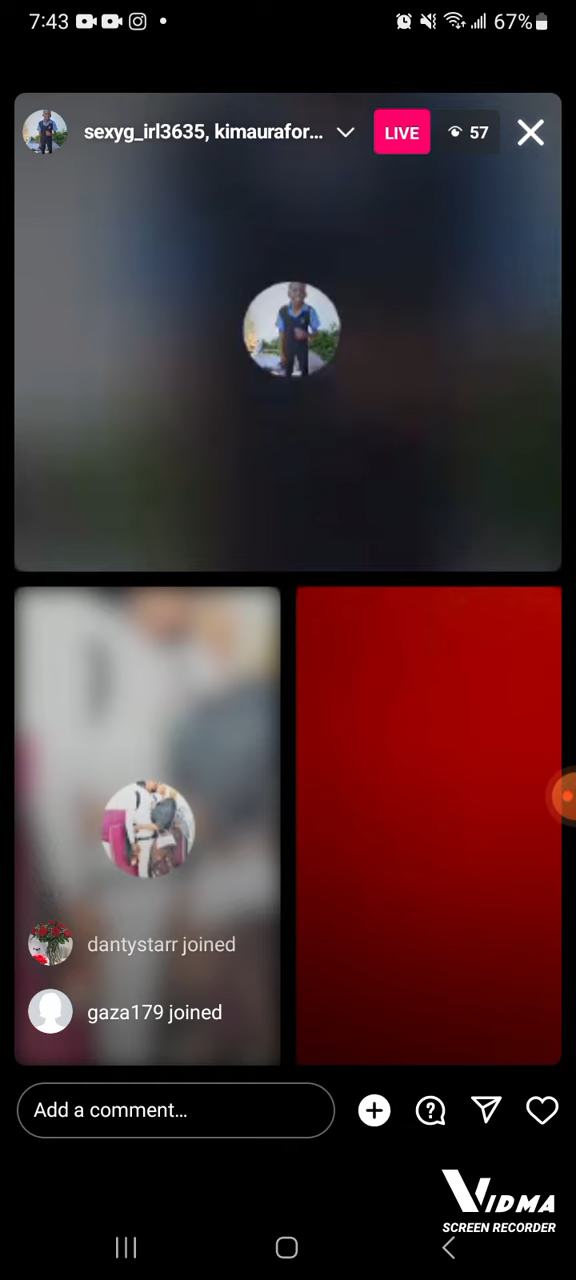 7:43
67%
sexyg_irl3635, kimaurafor...
LIVE
57
dantystarr joined
gaza179 joined
Add a comment...
VIDMA
SCREEN RECORDER